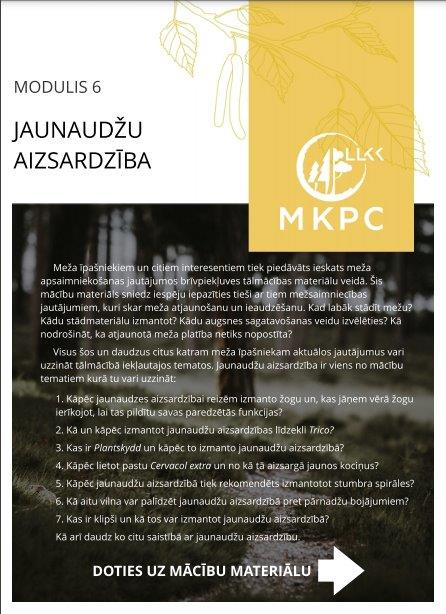 MODULIS 6
JAUNAUDŽU
AIZSARDZĪBA
LLKK
MKPC
Meža īpašniekiem un citiem interesentiem tiek piedāvāts ieskats meža
apsaimniekošanas jautājumos brīvpiekļuves tālmācības materiālu veidā. Šis
mācību materiāls sniedz iespēju iepazīties tieši ar tiem mežsaimniecības
jautājumiem, kuri skar meža atjaunošanu un ieaudzēšanu. Kad labāk stādīt mežu?
Kādu stādmateriālu izmantot? Kādu augsnes sagatavošanas veidu izvēlēties? Kā
nodrošināt, ka atjaunotā meža platība netiks nopostīta?
Visus šos un daudzus citus katram meža īpašniekam aktuālos jautājumus vari
uzzināt tālmācībā iekļautajos tematos. Jaunaudžu aizsardzība ir viens no mācību
tematiem kurā tu vari uzzināt:
1. Kāpēc jaunaudzes aizsardzībai reizēm izmanto žogu un, kas jāņem vērā žogu
ierīkojot, lai tas pildītu savas paredzētās funkcijas?
2. Kā un kāpēc izmantot jaunaudžu aizsardzības līdzekli Trico?
3. Kas ir Plantskydd un kāpēc to izmanto jaunaudžu aizsardzībā?
4. Kāpēc lietot pastu Cervacol extra un no kā tā aizsargā jaunos kociņus?
5. Kāpēc jaunaudžu aizsardzībā tiek rekomendēts izmantotot stumbra spirāles?
6. Kā aitu vilna var palīdzēt jaunaudžu aizsardzībā pret pārnadžu bojājumiem?
7. Kas ir klipši un kā tos var izmantot jaunaudžu aizsardzībā?
Kā arī daudz ko citu saistībā ar jaunaudžu aizsardzību.
DOTIES UZ MĀCĪBU MATERIĀLU